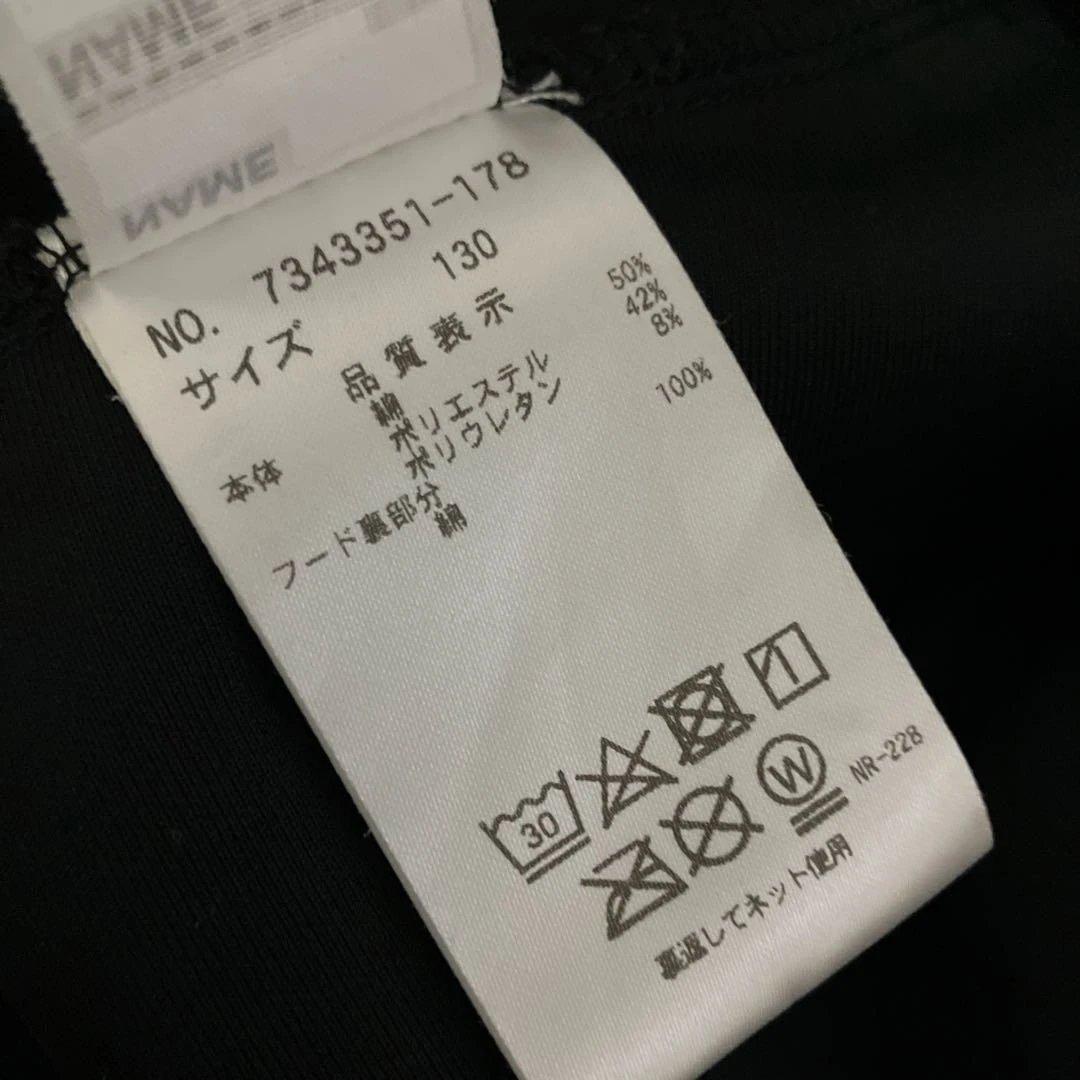 NAME
NAME
NO. 7343351-178
サイズ 130
品質表示
本体 綿 50%
ポリエステル 42%
ポリウレタン 8%
フード裏部分
綿 100%
30
W
NR-228
裏返してネット使用